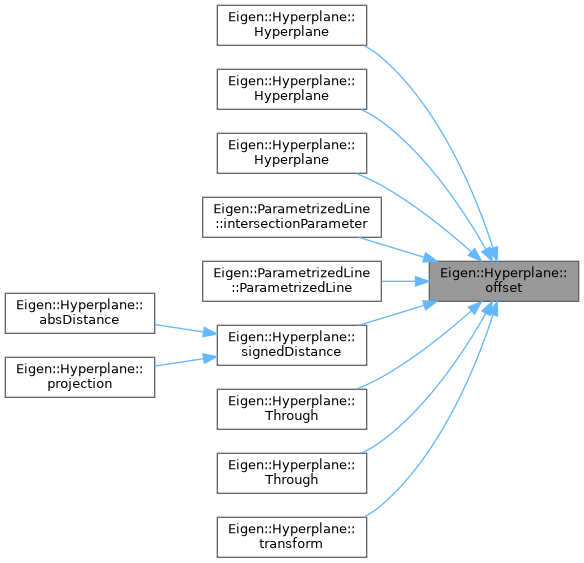 Eigen::Hyperplane::
Hyperplane
Eigen::Hyperplane::
Hyperplane
Eigen::Hyperplane::
Hyperplane
Eigen::ParametrizedLine
::intersectionParameter
Eigen::ParametrizedLine
::ParametrizedLine
Eigen::Hyperplane::
offset
Eigen::Hyperplane::
absDistance
Eigen::Hyperplane::
signedDistance
Eigen::Hyperplane::
projection
Eigen::Hyperplane::
Through
Eigen::Hyperplane::
Through
Eigen::Hyperplane::
transform